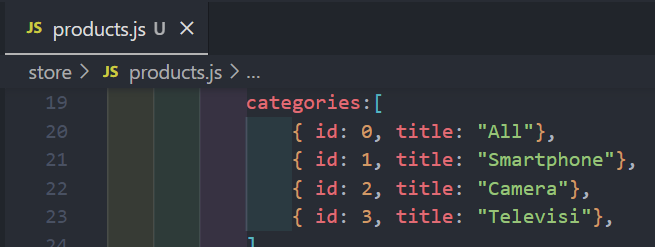 JS products.js U ×
store > JS products.js > ...
19 categories:[
20 { id: 0, title: "All"},
21 { id: 1, title: "Smartphone"},
22 { id: 2, title: "Camera"},
23 { id: 3, title: "Televisi"},
24 ]